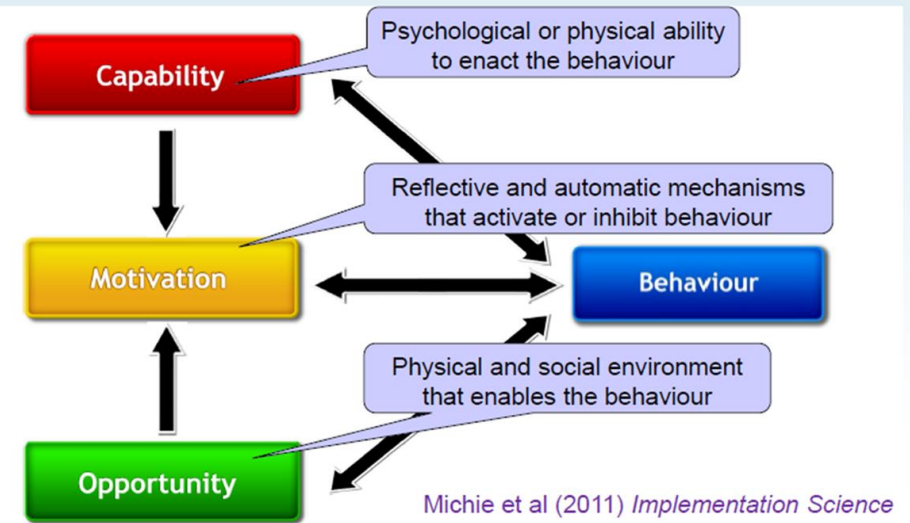 Psychological or physical ability
to enact the behaviour
Capability
Reflective and automatic mechanisms
that activate or inhibit behaviour
Motivation
Behaviour
Physical and social environment
that enables the behaviour
Opportunity
Michie et al (2011) Implementation Science